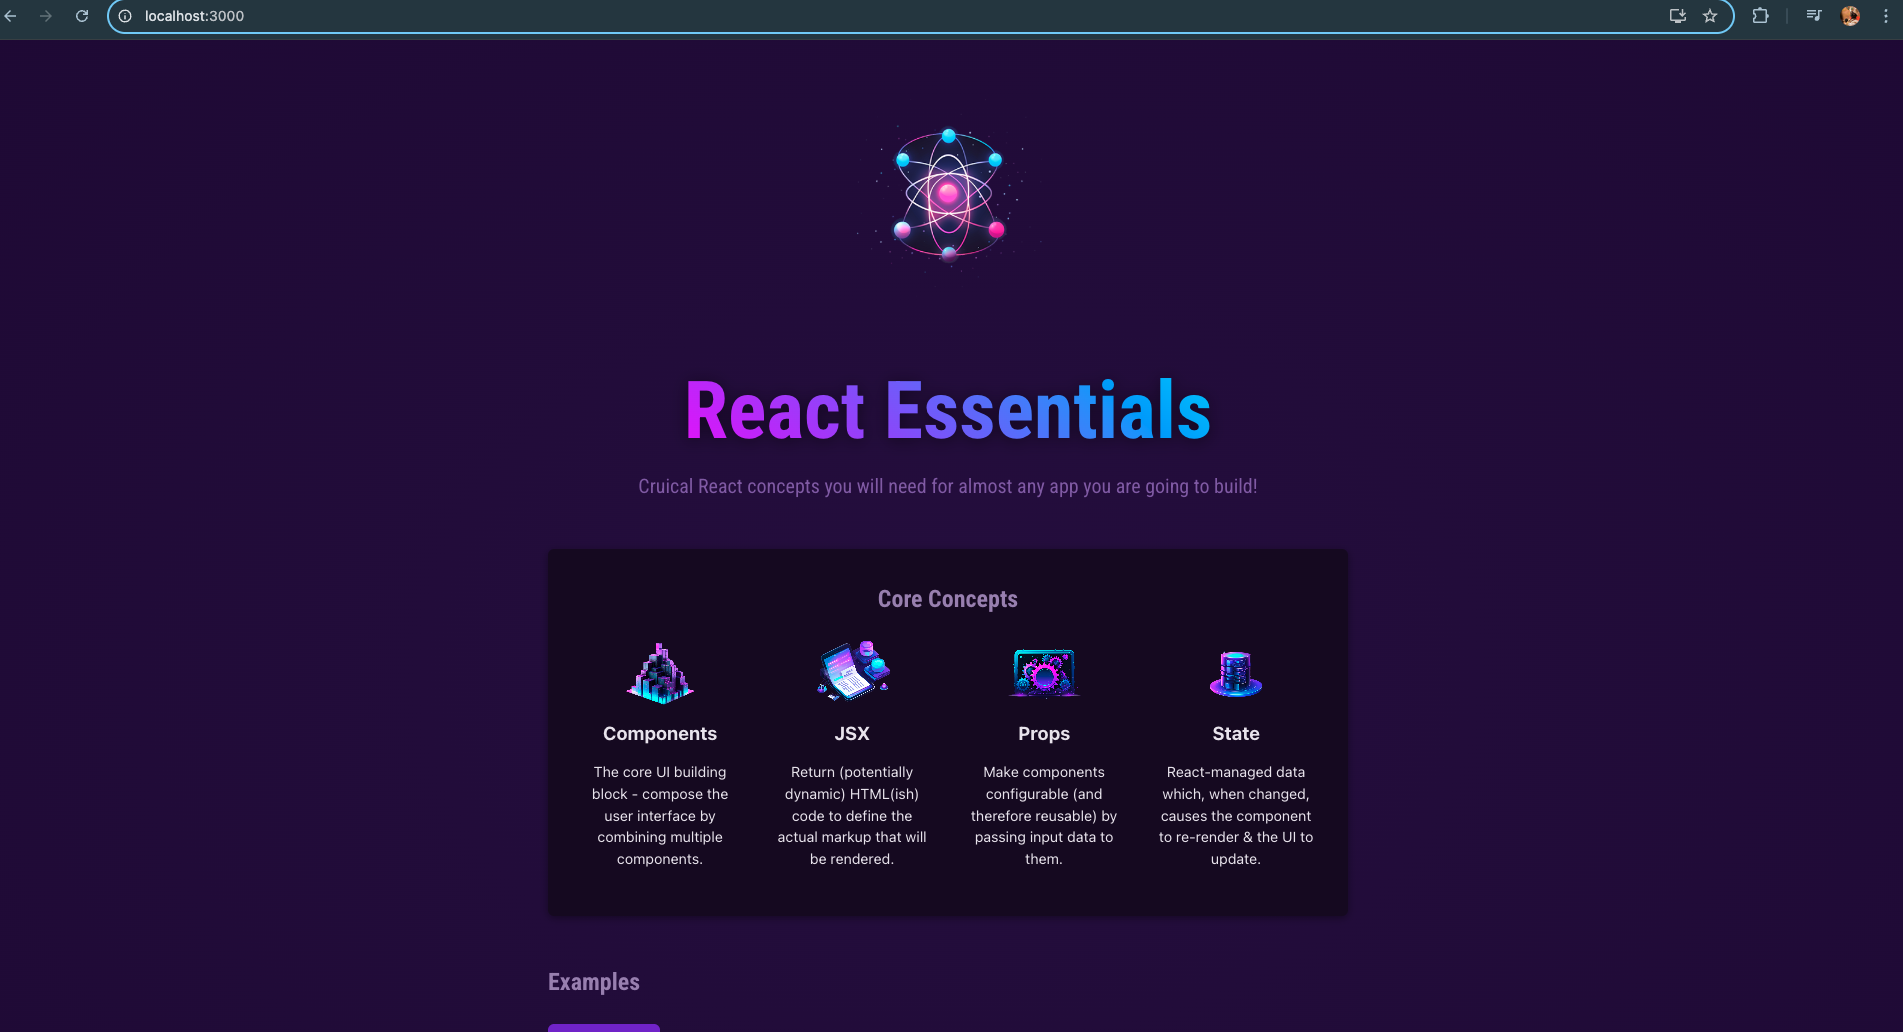 localhost:3000
React Essentials
Cruical React concepts you will need for almost any app you are going to build!
Core Concepts
Components
The core UI building
block - compose the
user interface by
combining multiple
components.
JSX
Return (potentially
dynamic) HTML(ish)
code to define the
actual markup that will
be rendered.
Props
Make components
configurable (and
therefore reusable) by
passing input data to
them.
State
React-managed data
which, when changed,
causes the component
to re-render & the UI to
update.
Examples